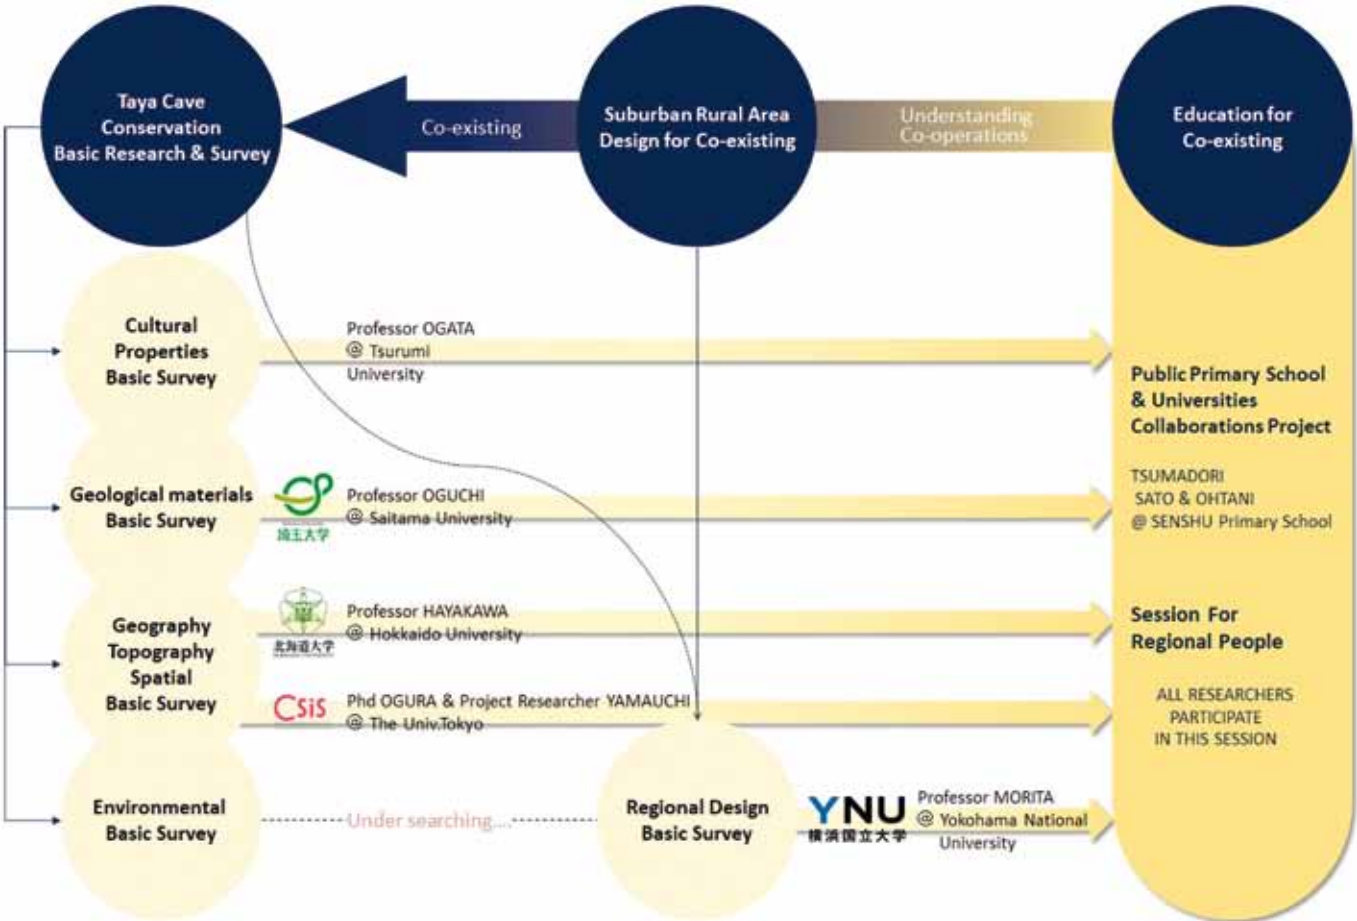 Taya Cave
Conservation
Basic Research & Survey
Co-existing
Suburban Rural Area
Design for Co-existing
Understanding
Co-operations
Education for
Co-existing
Cultural
Properties
Basic Survey
Professor OGATA
@ Tsurumi
University
Public Primary School
& Universities
Collaborations Project
TSUMADORI
SATO & OHTANI
@ SENSHU Primary School
Geological materials
Basic Survey
埼玉大学
Professor OGUCHI
@ Saitama University
Geography
Topography
Spatial
Basic Survey
北海道大学
Professor HAYAKAWA
@ Hokkaido University
Session For
Regional People
CSiS
Phd OGURA & Project Researcher YAMAUCHI
@ The Univ.Tokyo
ALL RESEARCHERS
PARTICIPATE
IN THIS SESSION
Environmental
Basic Survey
Under searching....
Regional Design
Basic Survey
YNU
横浜国立大学
Professor MORITA
@ Yokohama National
University